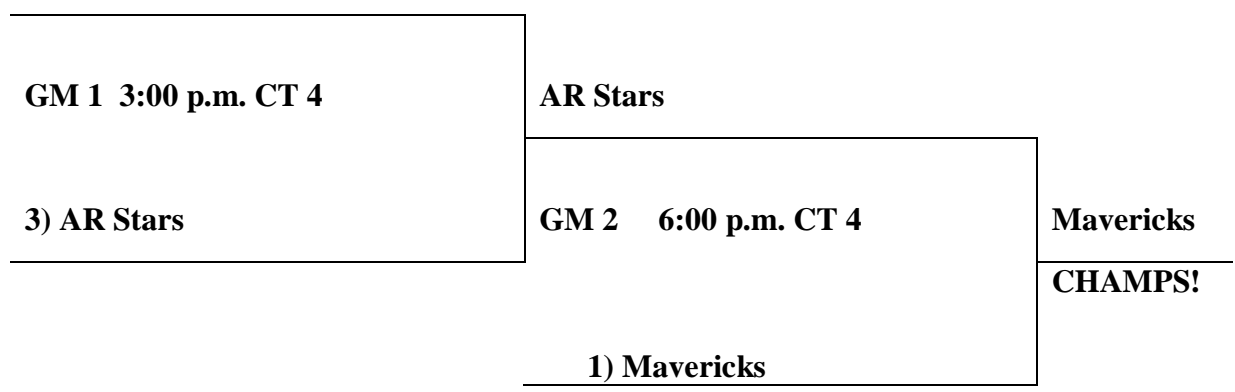 GM 1 3:00 p.m. CT 4
AR Stars
3) AR Stars
GM 2 6:00 p.m. CT 4
Mavericks
CHAMPS!
1) Mavericks